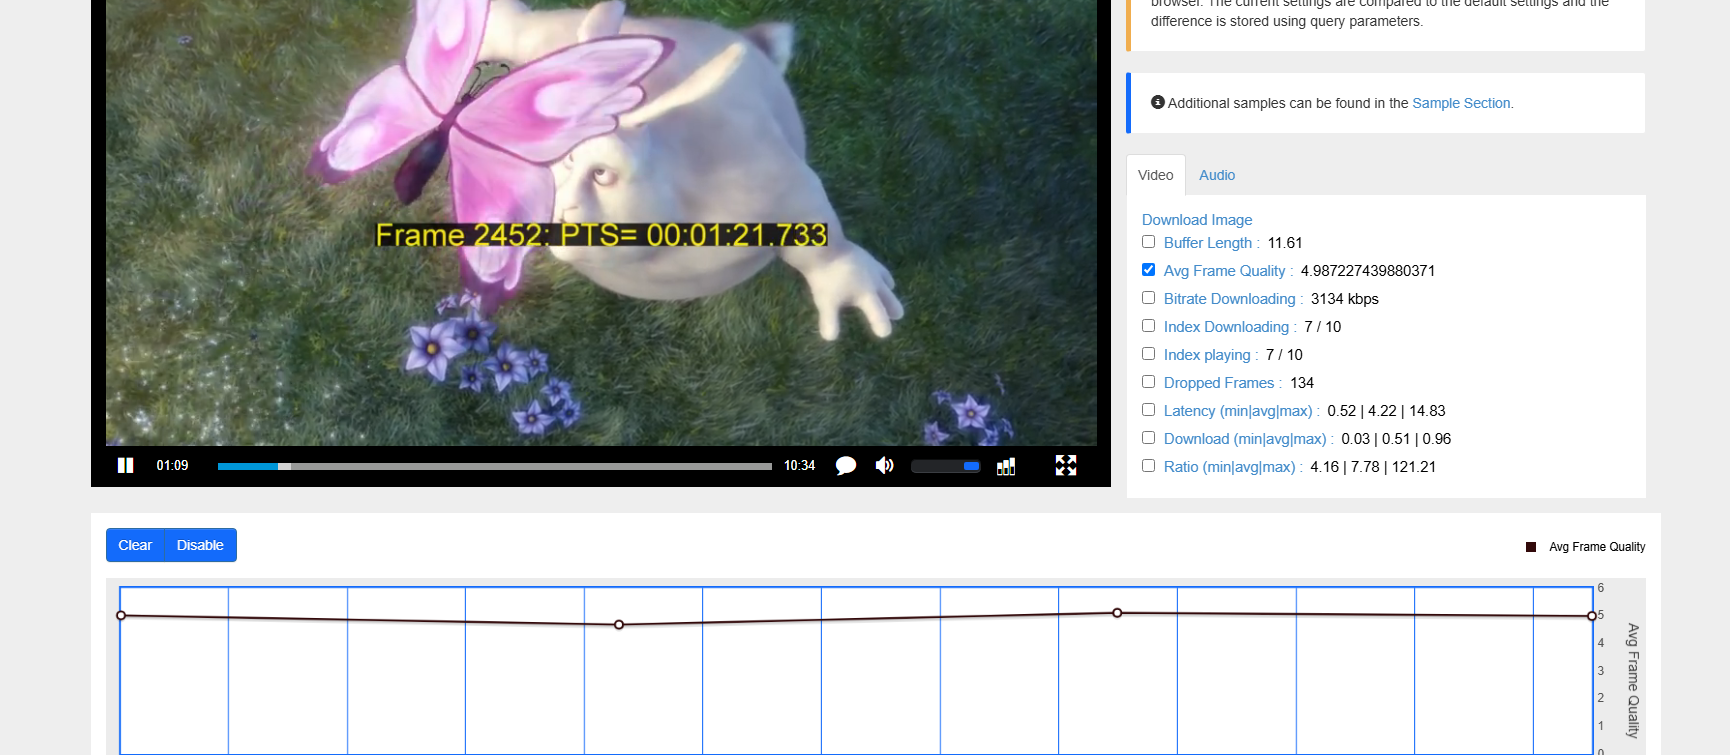 browser. The current settings are compared to the default settings and the
difference is stored using query parameters.
Additional samples can be found in the Sample Section.
Video Audio
Download Image
Buffer Length : 11.61
Avg Frame Quality : 4.987227439880371
Bitrate Downloading : 3134 kbps
Index Downloading : 7 / 10
Index playing : 7 / 10
Dropped Frames : 134
Latency (min|avg|max) : 0.52 | 4.22 | 14.83
Download (min|avg|max) : 0.03 | 0.51 | 0.96
Ratio (min|avg|max) : 4.16 | 7.78 | 121.21
Frame 2452: PTS= 00:01:21.733
01:09 10:34
Clear Disable
Avg Frame Quality
6
5
4
3
2
1
0
Avg Frame Quality